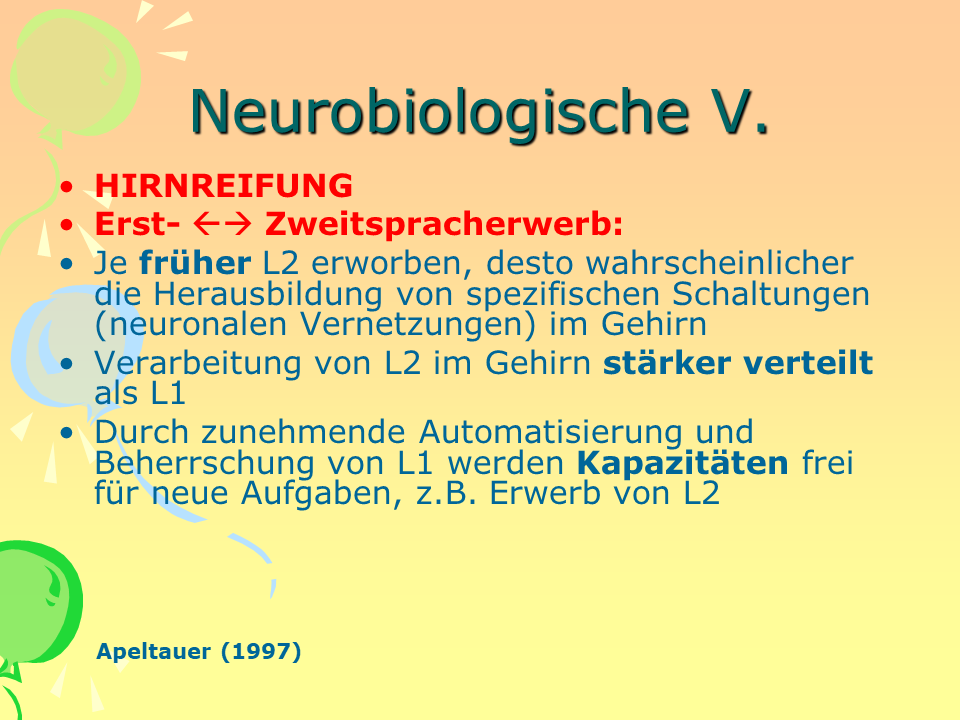 Neurobiologische V.
• HIRNREIFUNG
• Erst- ←→ Zweitspracherwerb:
• Je früher L2 erworben, desto wahrscheinlicher
die Herausbildung von spezifischen Schaltungen
(neuronalen Vernetzungen) im Gehirn
• Verarbeitung von L2 im Gehirn stärker verteilt
als L1
• Durch zunehmende Automatisierung und
Beherrschung von L1 werden Kapazitäten frei
für neue Aufgaben, z.B. Erwerb von L2
Apeltauer (1997)